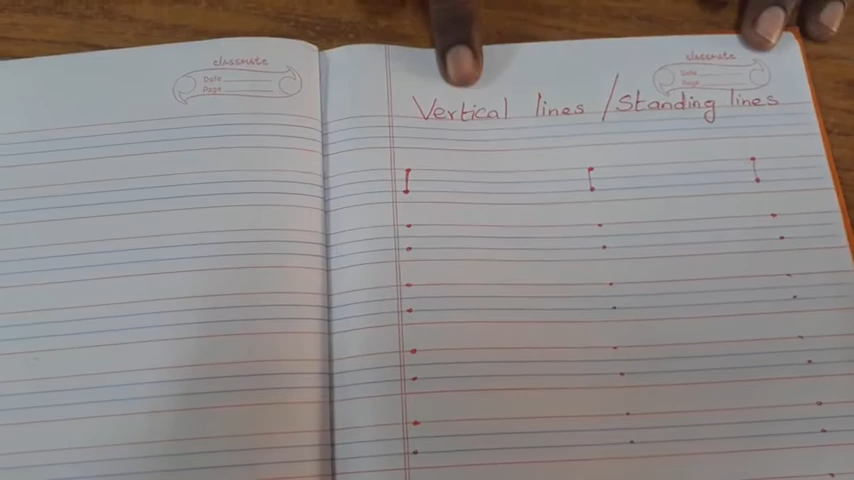 classmate
Date
Page
classmate
Date
Page
Vertical lines / Standing lines